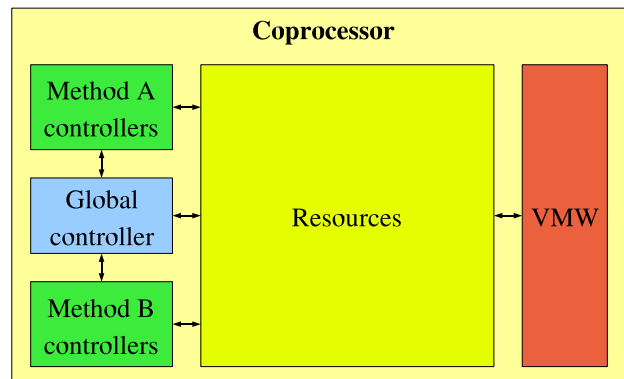 Coprocessor
Method A
controllers
Global
controller
Method B
controllers
Resources
VMW